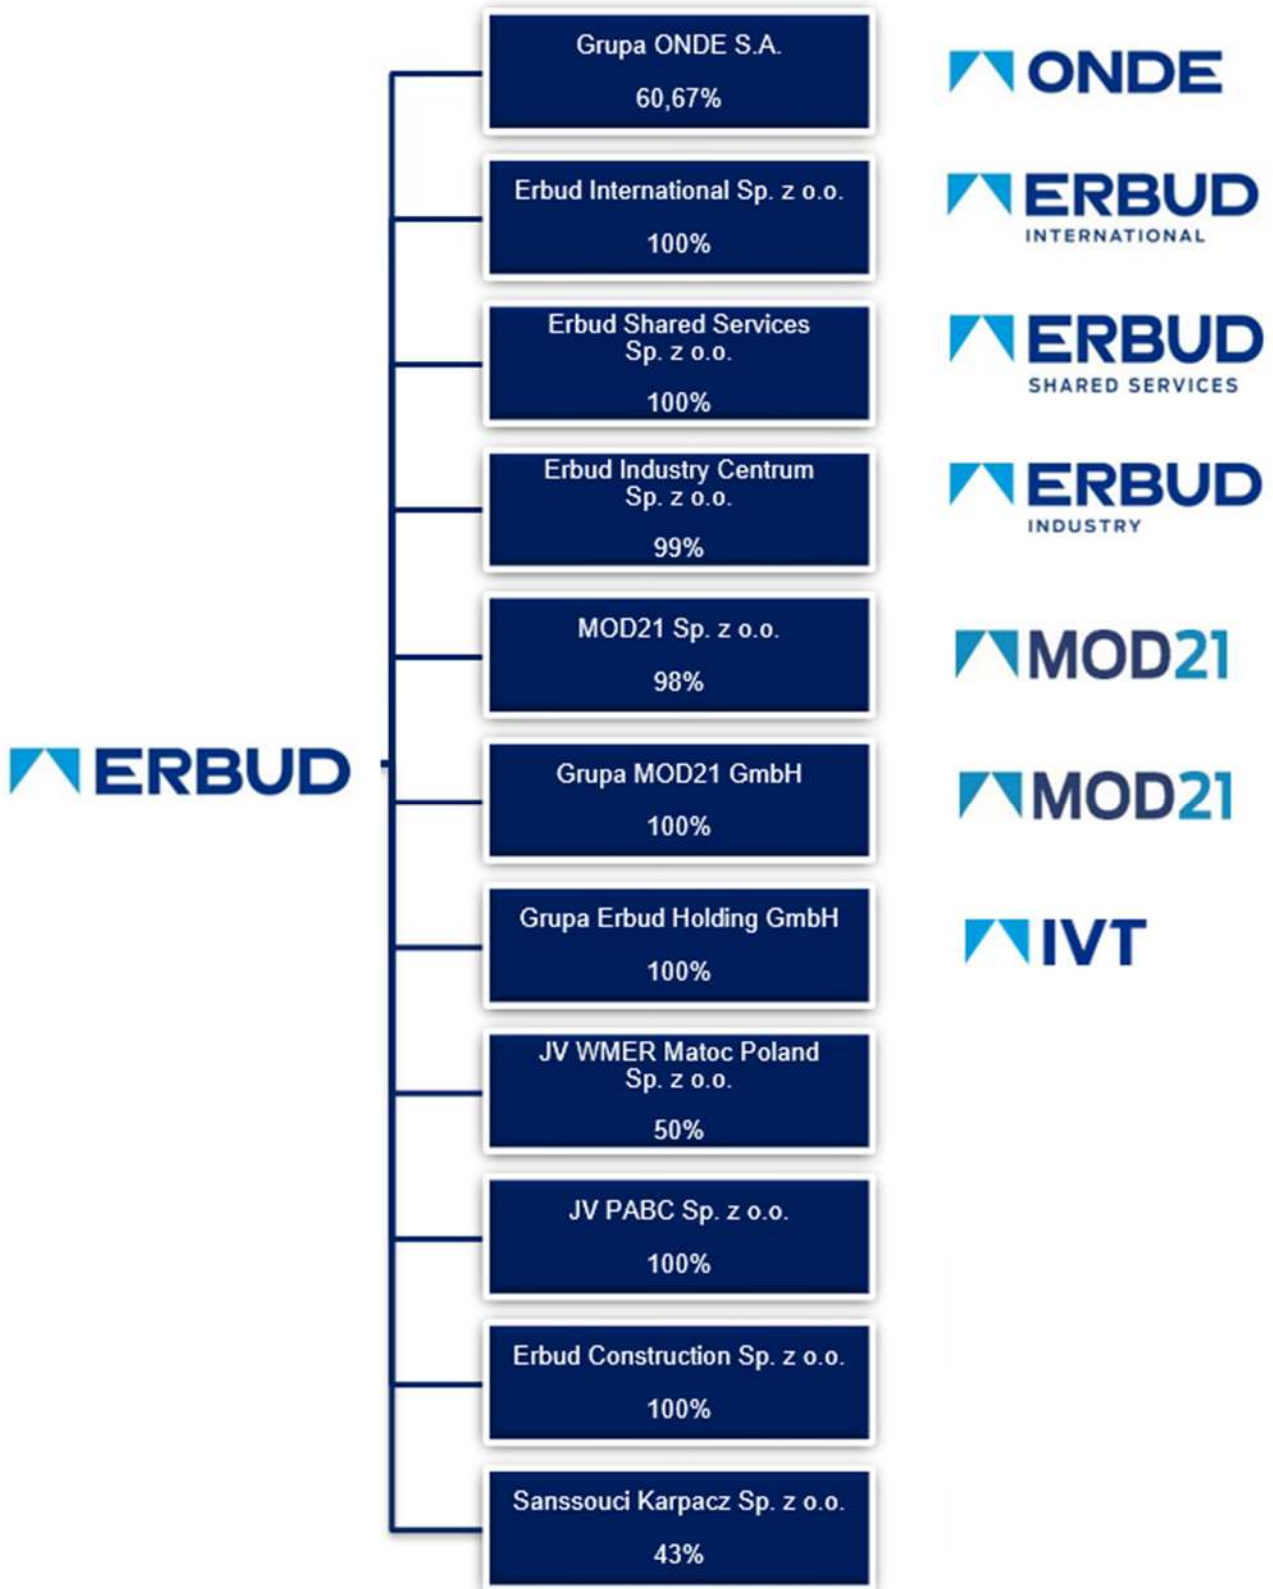 Grupa ONDE S.A.
60,67%
ONDE
Erbud International Sp. z o.o.
100%
ERBUD
INTERNATIONAL
Erbud Shared Services
Sp. z o.o.
100%
ERBUD
SHARED SERVICES
Erbud Industry Centrum
Sp. z o.o.
99%
ERBUD
INDUSTRY
MOD21 Sp. z o.o.
98%
MOD21
ERBUD
Grupa MOD21 GmbH
100%
MOD21
Grupa Erbud Holding GmbH
100%
IVT
JV WMER Matoc Poland
Sp. z o.o.
50%
JV PABC Sp. z o.o.
100%
Erbud Construction Sp. z o.o.
100%
Sanssouci Karpacz Sp. z o.o.
43%